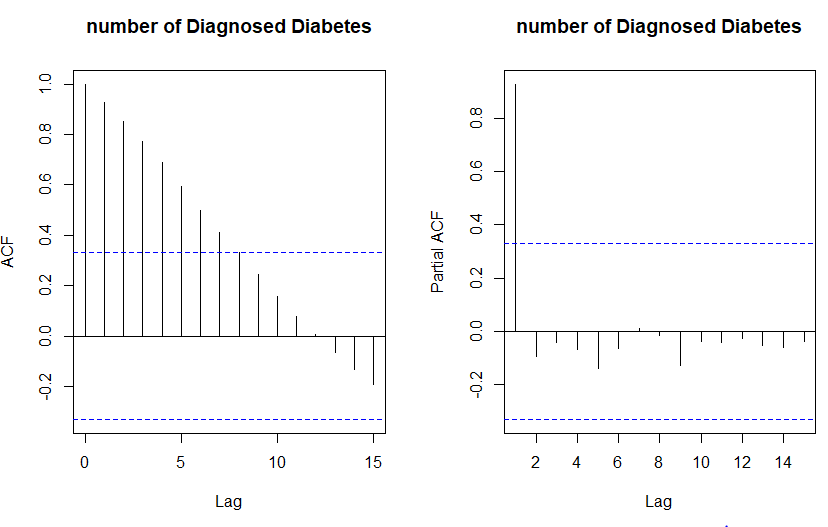 number of Diagnosed Diabetes
ACF
1.0
0.8
0.6
0.4
0.2
0.0
-0.2
0 5 10 15
Lag
number of Diagnosed Diabetes
Partial ACF
0.8
0.6
0.4
0.2
0.0
-0.2
2 4 6 8 10 12 14
Lag